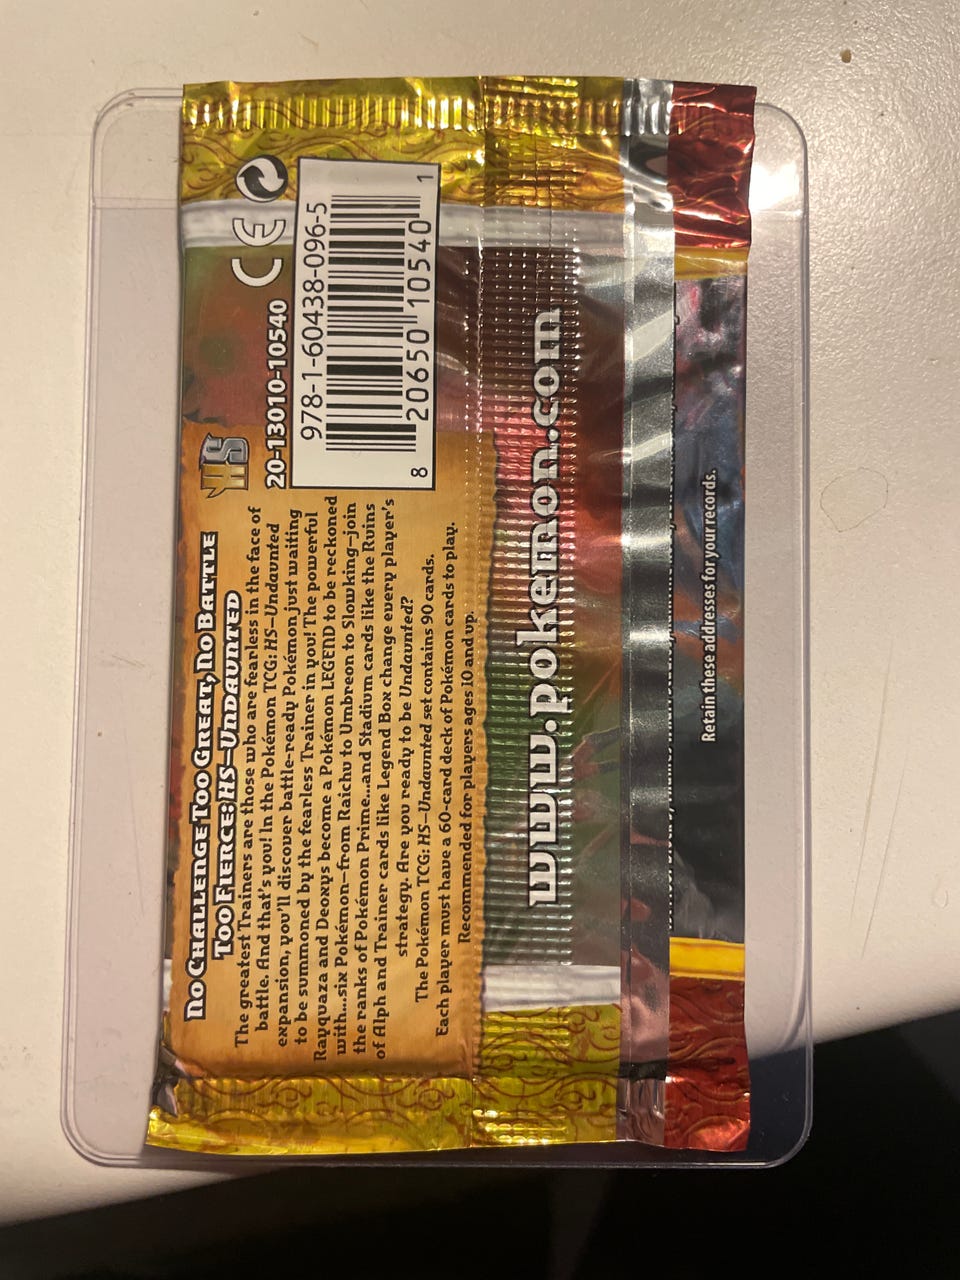 No Challenge Too Great, No Battle
Too Fierce: HS–Undaunted
The greatest Trainers are those who are fearless in the face of
battle. And that's you! In the Pokémon TCG: HS–Undaunted
expansion, you'll discover battle-ready Pokémon just waiting
to be summoned by the fearless Trainer in you! The powerful
Rayquaza and Deoxys become a Pokémon LEGEND to be reckoned
with...six Pokémon–from Raichu to Umbreon to Slowking–join
the ranks of Pokémon Prime...and Stadium cards like the Ruins
of Alph and Trainer cards like Legend Box change every player's
strategy. Are you ready to be Undaunted?
The Pokémon TCG: HS–Undaunted set contains 90 cards.
Each player must have a 60-card deck of Pokémon cards to play.
Recommended for players ages 10 and up.
HS
20-13010-10540
CE
978-1-60438-096-5
8 20650 10540 1
www.pokemon.com
Retain these addresses for your records.